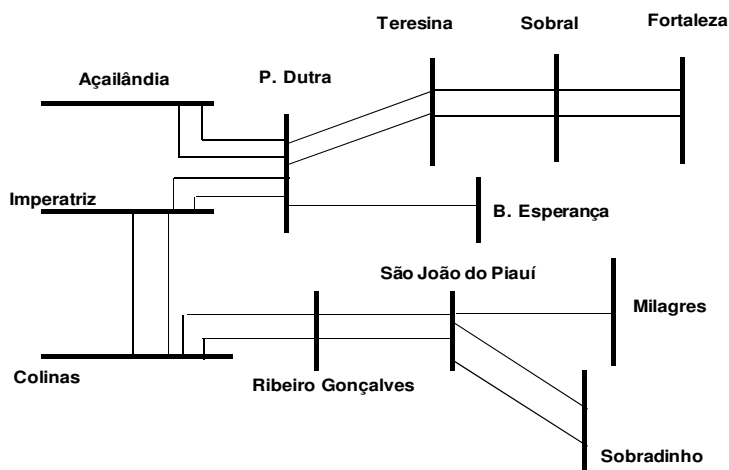 Teresina
Sobral
Fortaleza
Açailândia
P. Dutra
Imperatriz
B. Esperança
São João do Piauí
Milagres
Colinas
Ribeiro Gonçalves
Sobradinho